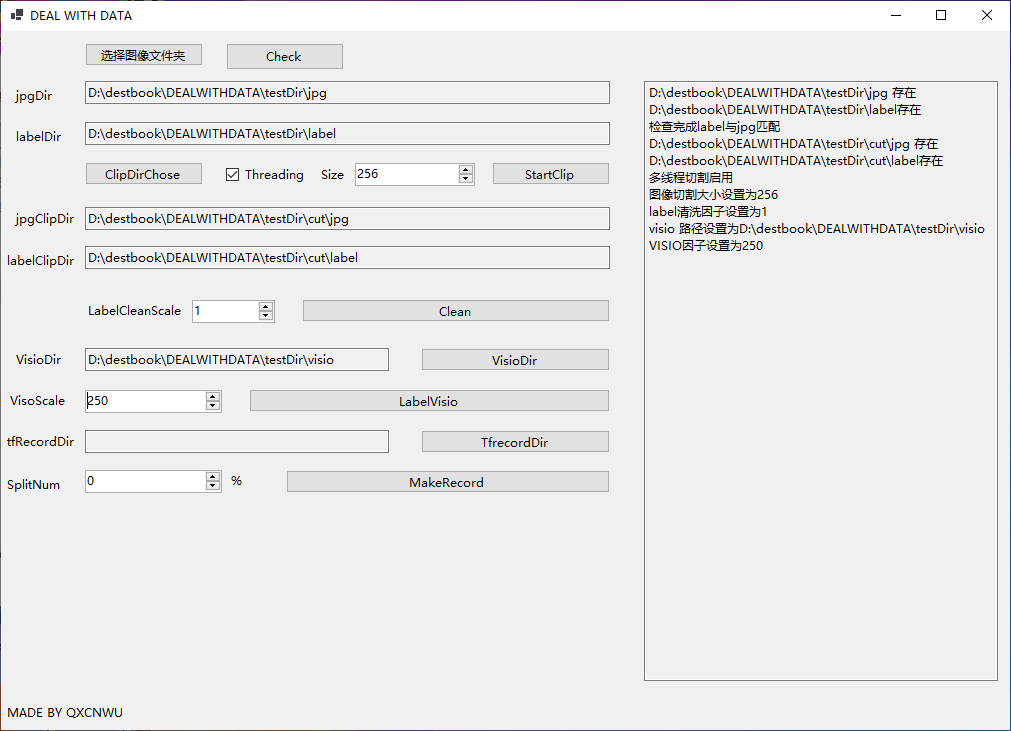 DEAL WITH DATA
选择图像文件夹 Check
jpgDir D:\destbook\DEALWITHDATA\testDir\jpg
labelDir D:\destbook\DEALWITHDATA\testDir\label
ClipDirChose Threading Size 256 StartClip
jpgClipDir D:\destbook\DEALWITHDATA\testDir\cut\jpg
labelClipDir D:\destbook\DEALWITHDATA\testDir\cut\label
LabelCleanScale 1 Clean
VisioDir D:\destbook\DEALWITHDATA\testDir\visio VisioDir
VisoScale 250 LabelVisio
tfRecordDir TfrecordDir
SplitNum 0 % MakeRecord
D:\destbook\DEALWITHDATA\testDir\jpg 存在
D:\destbook\DEALWITHDATA\testDir\label存在
检查完成label与jpg匹配
D:\destbook\DEALWITHDATA\testDir\cut\jpg 存在
D:\destbook\DEALWITHDATA\testDir\cut\label存在
多线程切割启用
图像切割大小设置为256
label清洗因子设置为1
visio 路径设置为D:\destbook\DEALWITHDATA\testDir\visio
VISIO因子设置为250
MADE BY QXCNWU